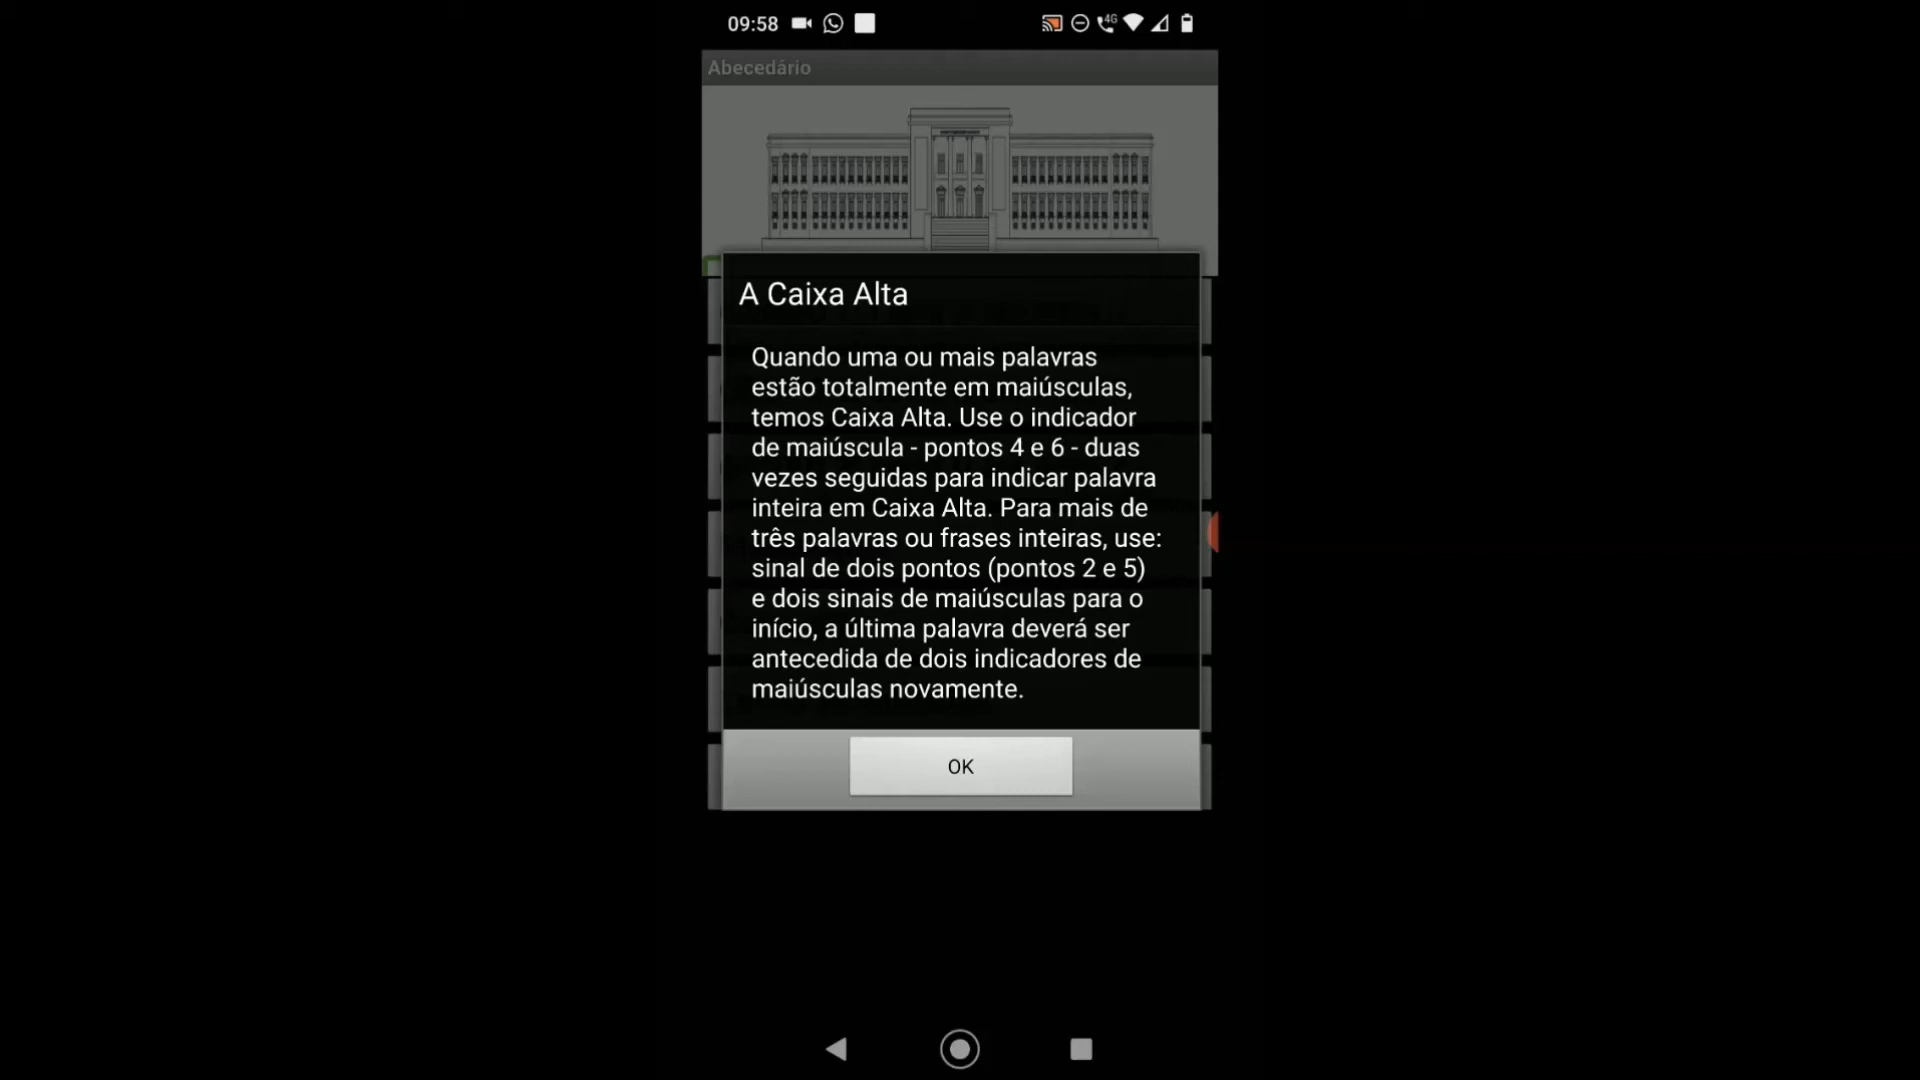 09:58
4G
Abecedário
A Caixa Alta
Quando uma ou mais palavras
estão totalmente em maiúsculas,
temos Caixa Alta. Use o indicador
de maiúscula - pontos 4 e 6 - duas
vezes seguidas para indicar palavra
inteira em Caixa Alta. Para mais de
três palavras ou frases inteiras, use:
sinal de dois pontos (pontos 2 e 5)
e dois sinais de maiúsculas para o
início, a última palavra deverá ser
antecedida de dois indicadores de
maiúsculas novamente.
OK